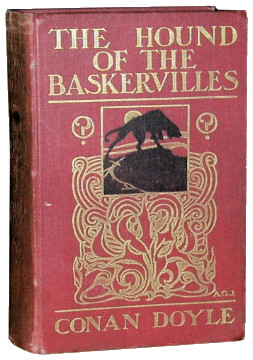 THE HOUND
OF THE
BASKERVILLES
? ?
A.G.J.
CONAN DOYLE